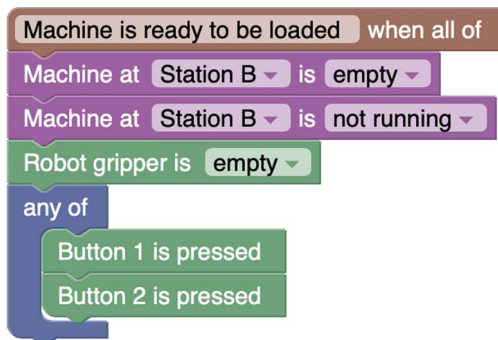 Machine is ready to be loaded when all of
Machine at Station B is empty
Machine at Station B is not running
Robot gripper is empty
any of
Button 1 is pressed
Button 2 is pressed